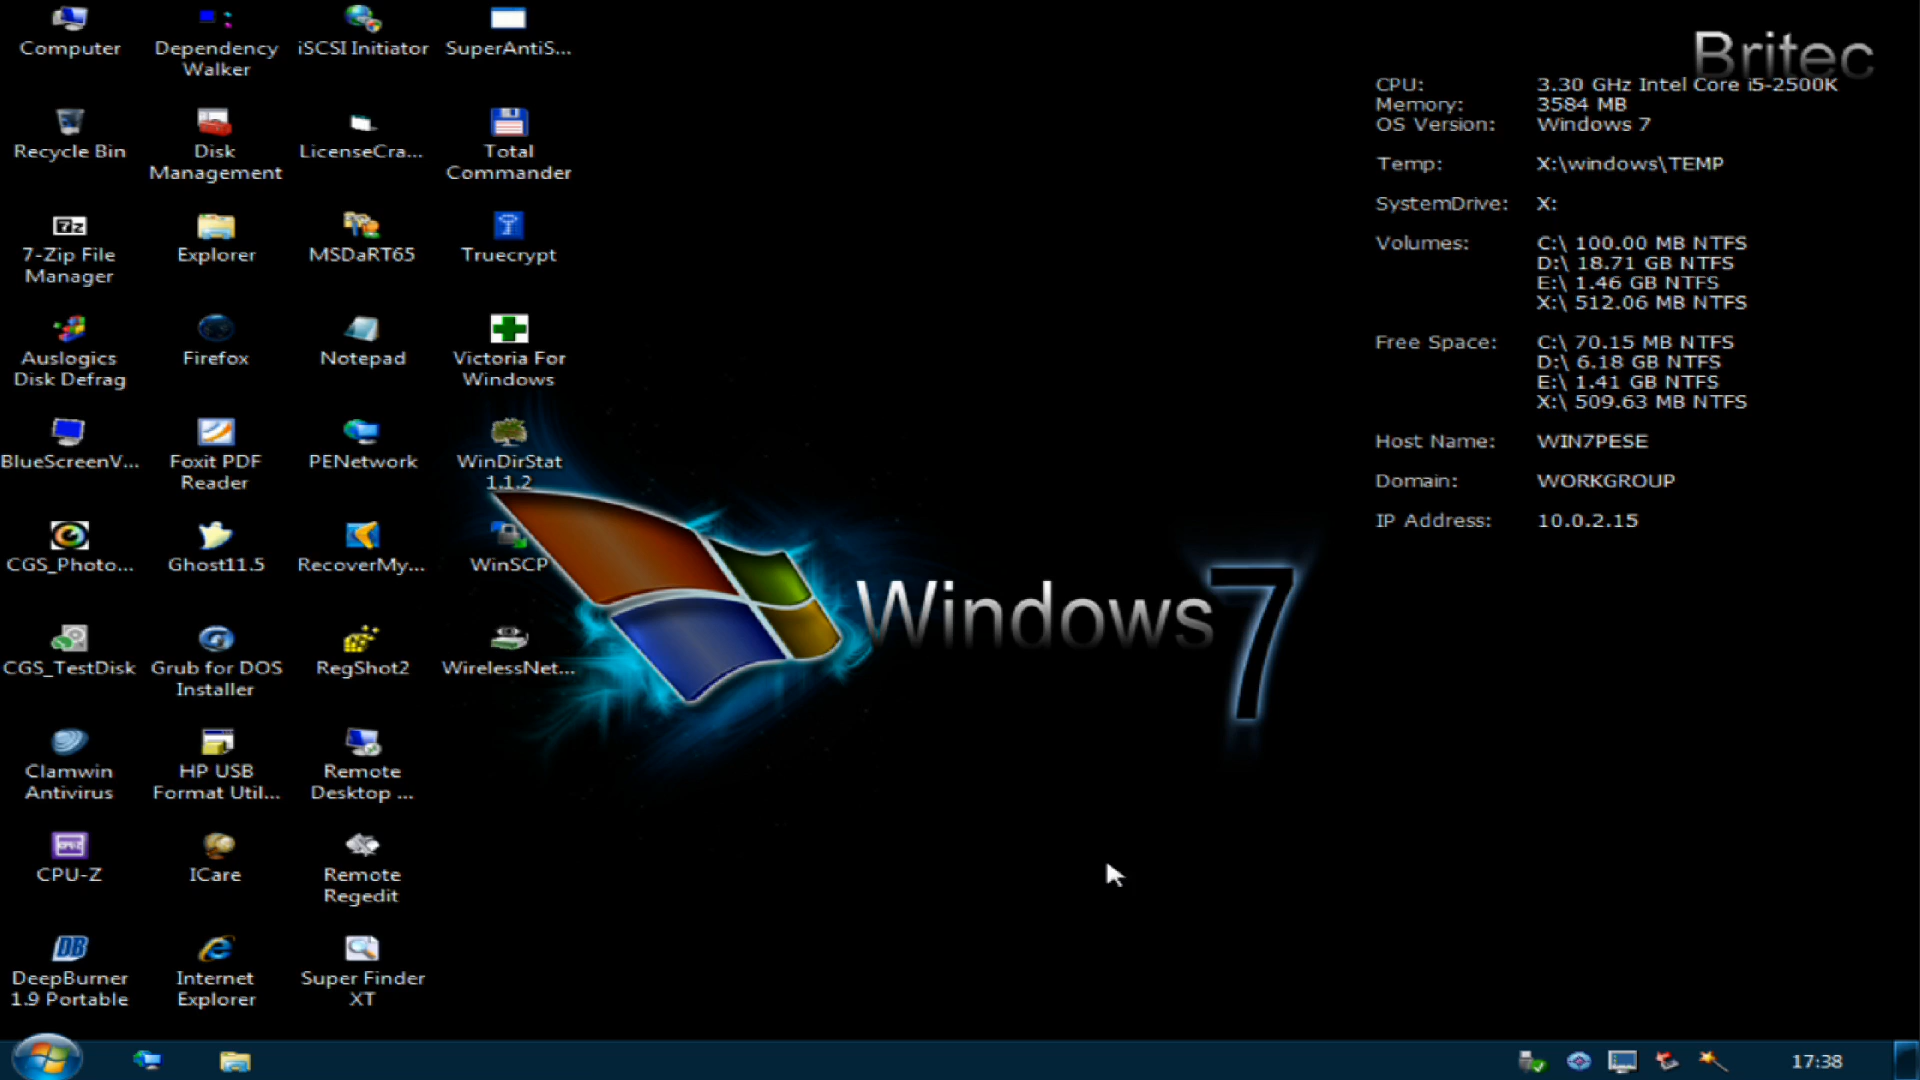 Computer
Dependency
Walker
iSCSI Initiator
SuperAntiS...
Recycle Bin
Disk
Management
LicenseCra...
Total
Commander
7-Zip File
Manager
Explorer
MSDaRT65
Truecrypt
Auslogics
Disk Defrag
Firefox
Notepad
Victoria For
Windows
BlueScreenV...
Foxit PDF
Reader
PENetwork
WinDirStat
1.1.2
CGS_Photo...
Ghost11.5
RecoverMy...
WinSCP
CGS_TestDisk
Grub for DOS
Installer
RegShot2
WirelessNet...
Clamwin
Antivirus
HP USB
Format Util...
Remote
Desktop ...
CPU-Z
ICare
Remote
Regedit
DeepBurner
1.9 Portable
Internet
Explorer
Super Finder
XT
Windows 7
Britec
CPU: 3.30 GHz Intel Core i5-2500K
Memory: 3584 MB
OS Version: Windows 7
Temp: X:\windows\TEMP
SystemDrive: X:
Volumes: C:\ 100.00 MB NTFS
D:\ 18.71 GB NTFS
E:\ 1.46 GB NTFS
X:\ 512.06 MB NTFS
Free Space: C:\ 70.15 MB NTFS
D:\ 6.18 GB NTFS
E:\ 1.41 GB NTFS
X:\ 509.63 MB NTFS
Host Name: WIN7PESE
Domain: WORKGROUP
IP Address: 10.0.2.15
17:38